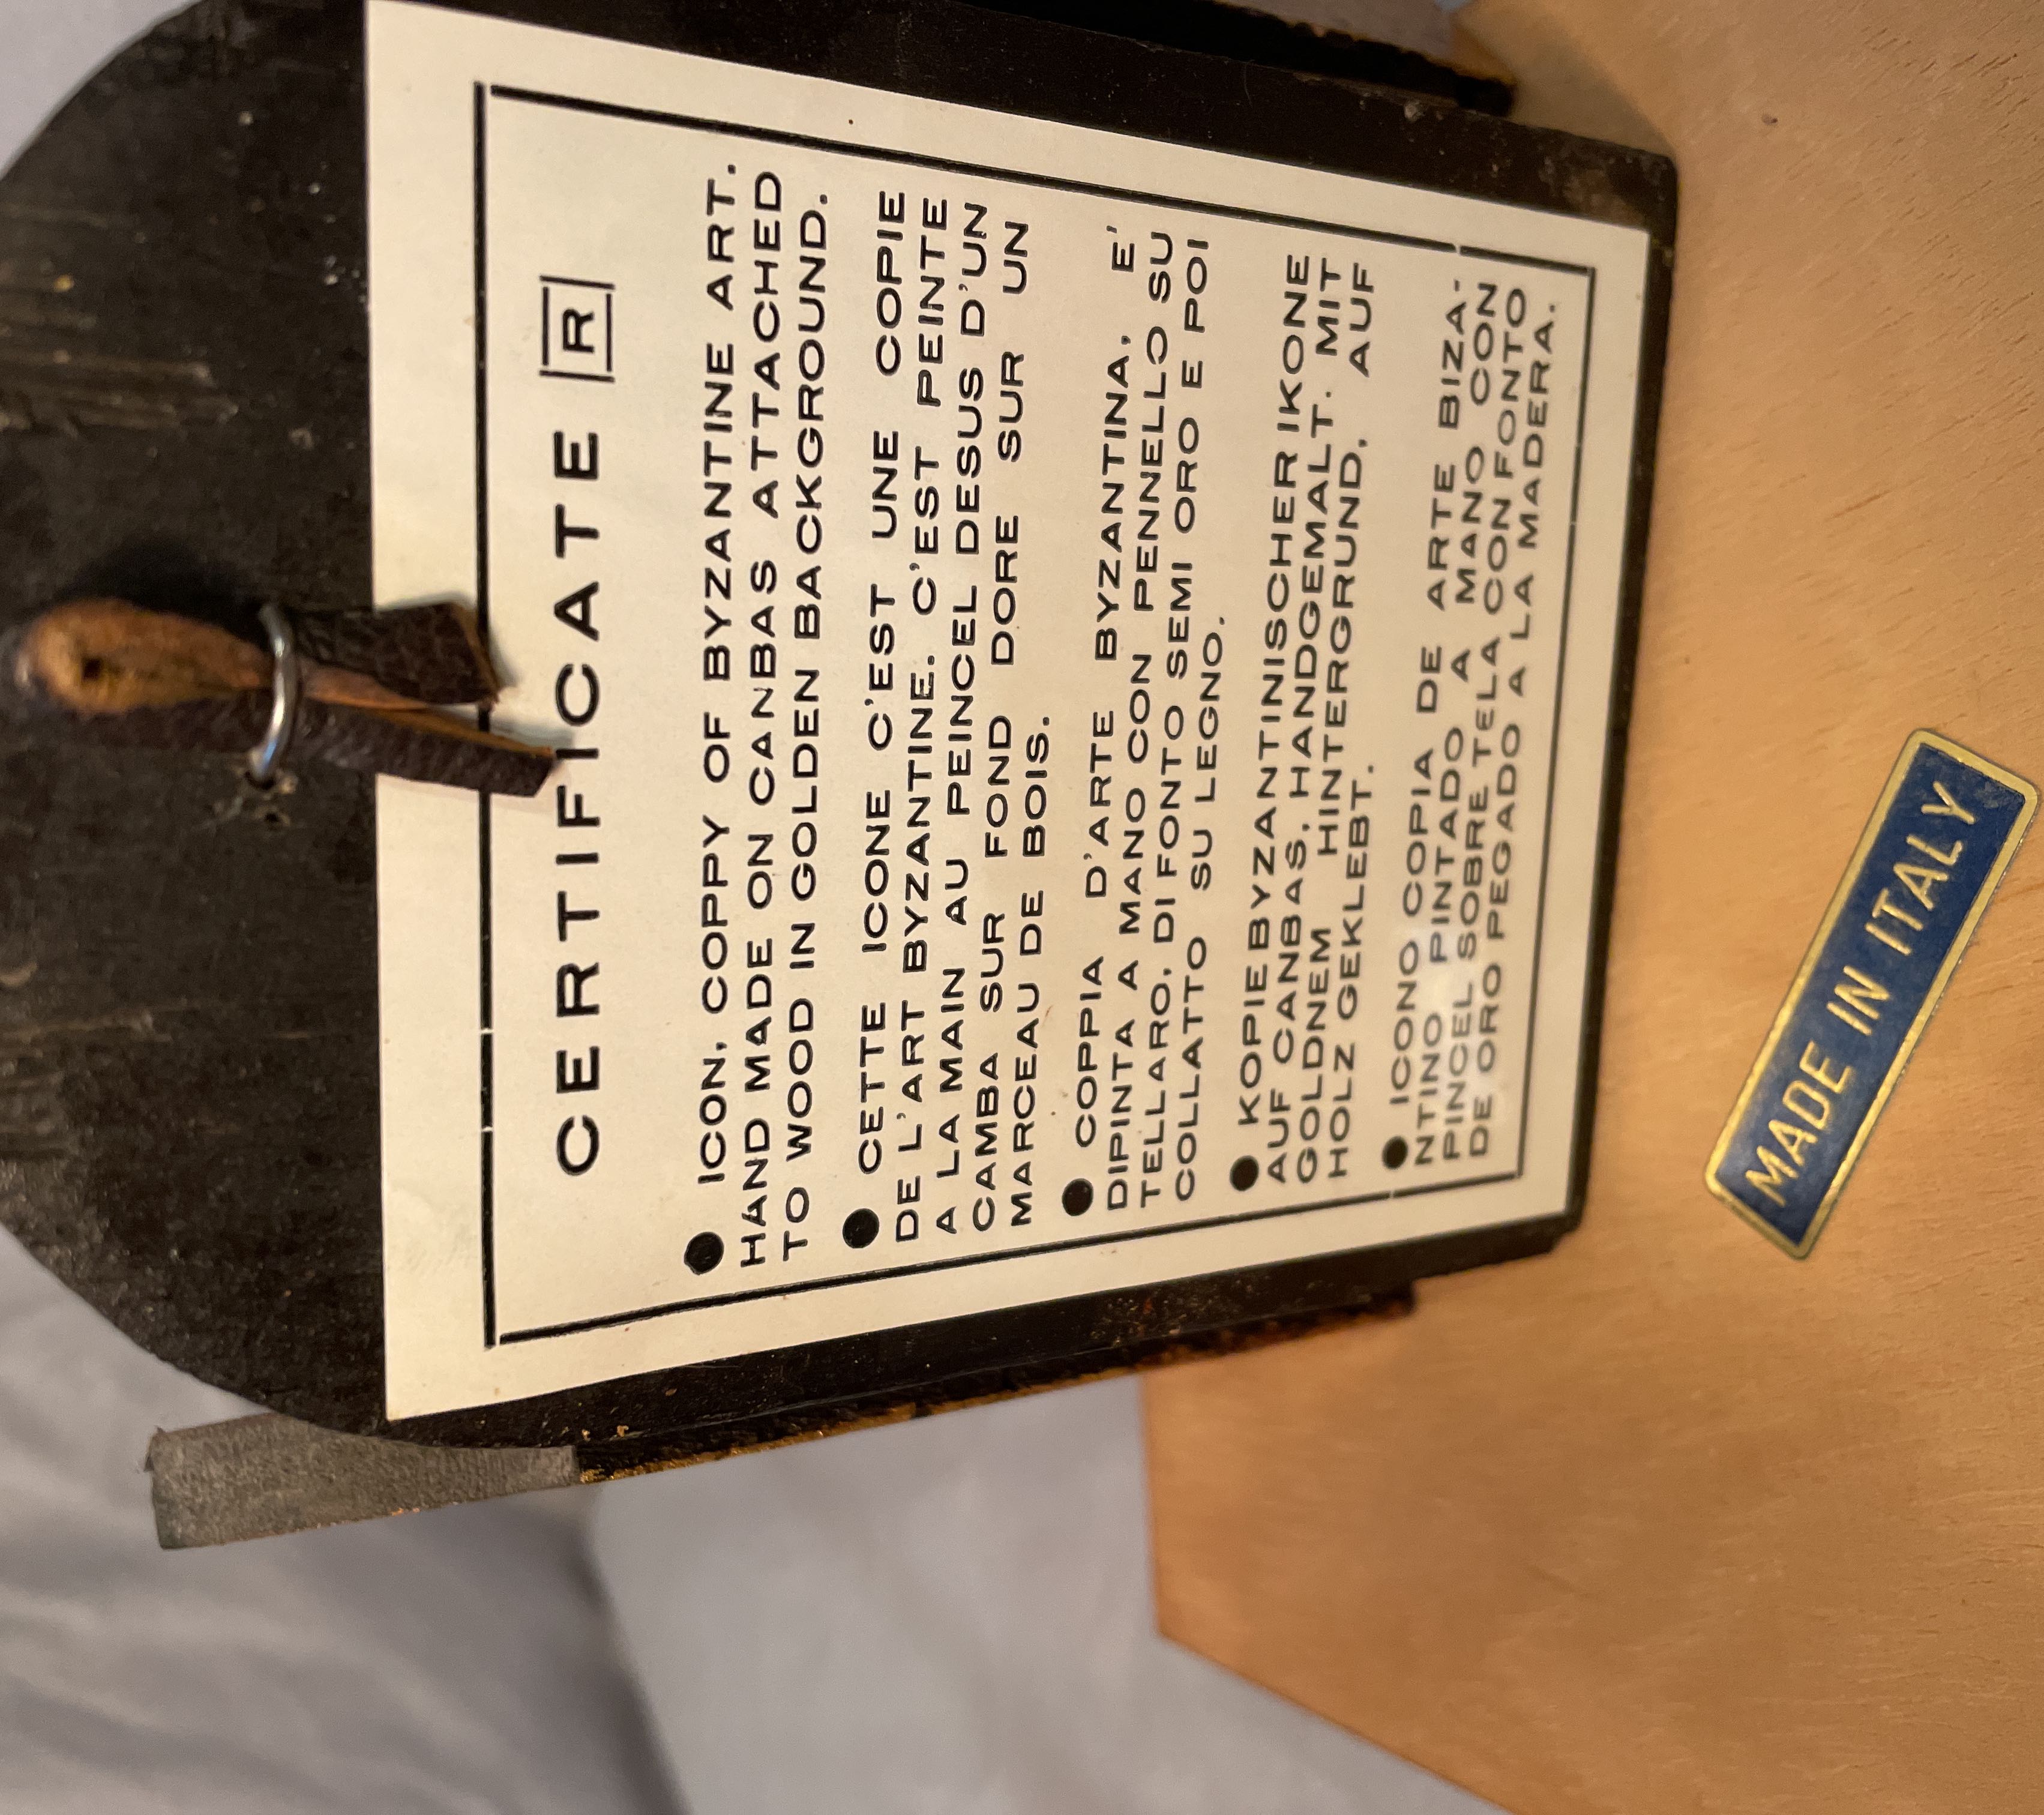 CERTIFICATE R
● ICON, COPPY OF BYZANTINE ART.
HAND MADE ON CANBAS ATTACHED
TO WOOD IN GOLDEN BACKGROUND.
● CETTE ICONE C'EST UNE COPIE
DE L'ART BYZANTINE. C'EST PEINTE
A LA MAIN AU PEINCEL DESUS D'UN
CAMBA SUR FOND DORE SUR UN
MARCEAU DE BOIS.
● COPPIA D'ARTE BYZANTINA, E'
DIPINTA A MANO CON PENNELLO SU
TELLARO, DI FONTO SEMI ORO E POI
COLLATTO SU LEGNO.
● KOPIE BYZANTINISCHER IKONE
AUF CANBAS, HANDGEMALT. MIT
GOLDNEM HINTERGRUND, AUF
HOLZ GEKLEBT.
● ICONO COPIA DE ARTE BIZA-
NTINO PINTADO A MANO CON
PINCEL SOBRE TELA CON FONTO
DE ORO PEGADO A LA MADERA.
MADE IN ITALY